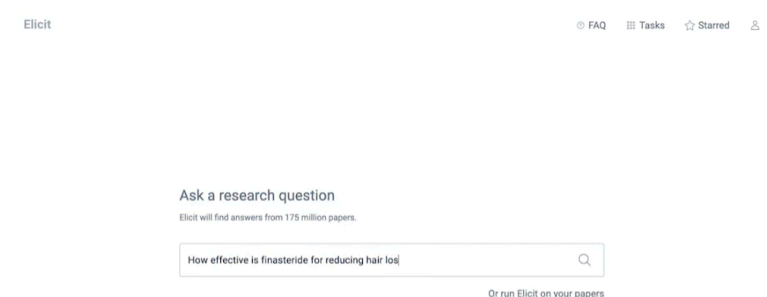 Elicit
FAQ Tasks Starred
Ask a research question
Elicit will find answers from 175 million papers.
How effective is finasteride for reducing hair los
Or run Elicit on your papers